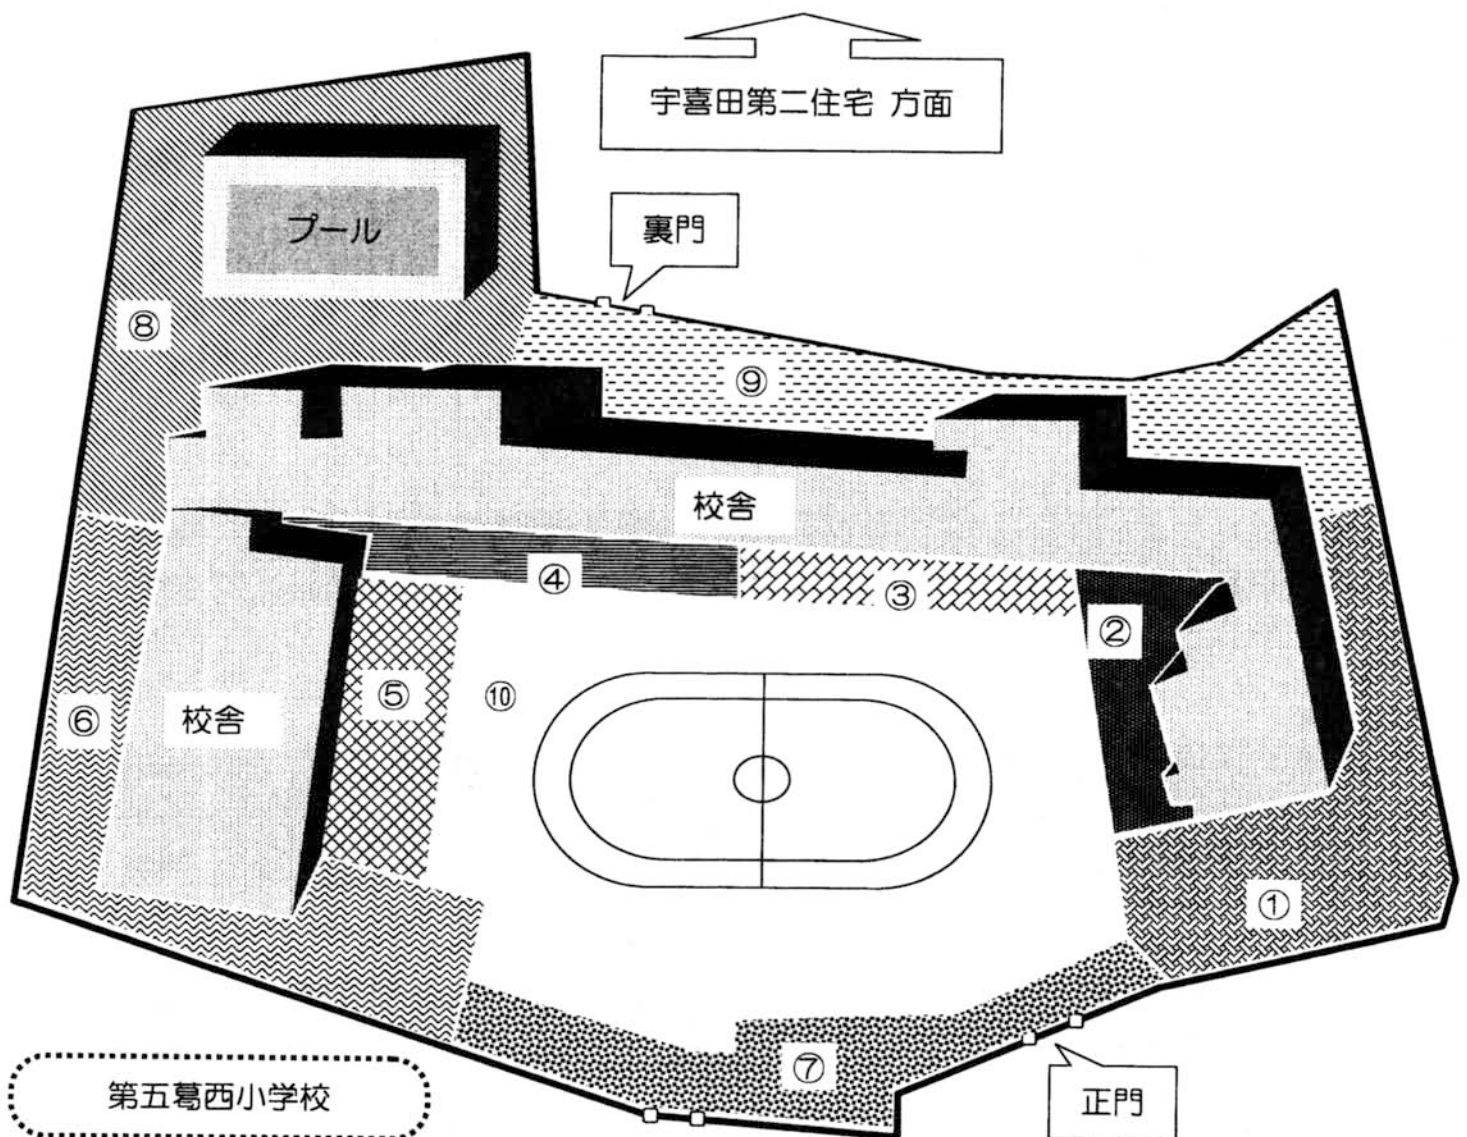 宇喜田第二住宅 方面
裏門
プール
⑧
⑨
校舎
④
③
②
⑤
⑩
⑥
校舎
①
⑦
第五葛西小学校
正門